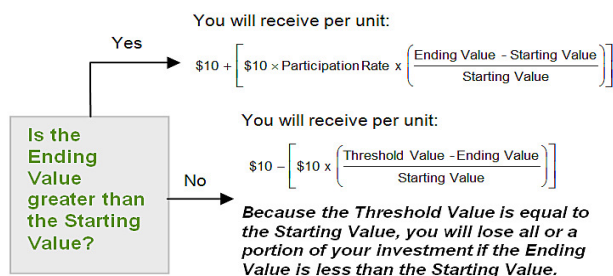 You will receive per unit:
Yes
$10 + [$10 × Participation Rate x (Ending Value - Starting Value / Starting Value)]
Is the
Ending
Value
greater than
the Starting
Value?
You will receive per unit:
No
$10 – [$10 x (Threshold Value - Ending Value / Starting Value)]
Because the Threshold Value is equal to
the Starting Value, you will lose all or a
portion of your investment if the Ending
Value is less than the Starting Value.